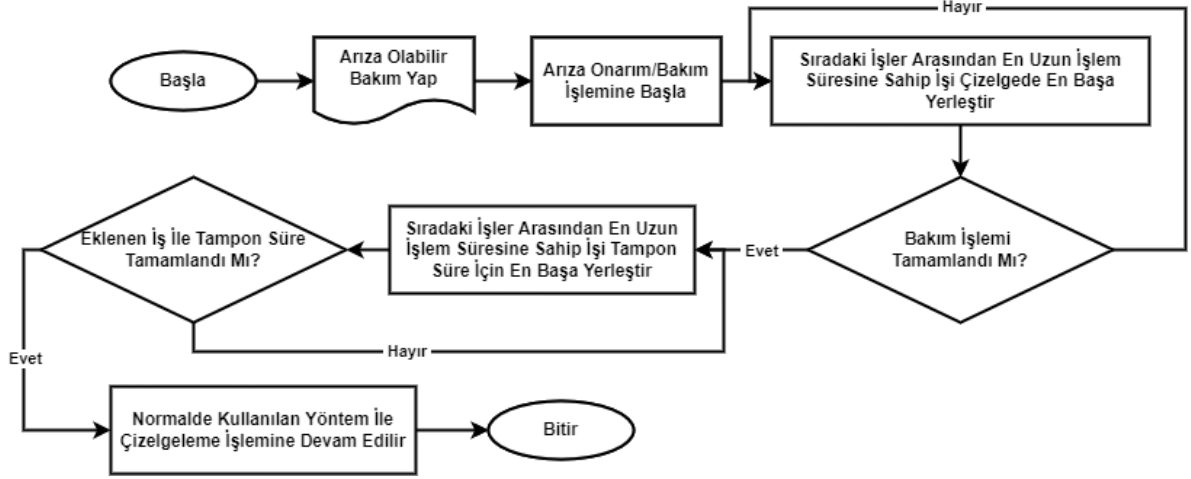 Hayır
Başla
Arıza Olabilir
Bakım Yap
Arıza Onarım/Bakım
İşlemine Başla
Sıradaki İşler Arasından En Uzun İşlem
Süresine Sahip İşi Çizelgede En Başa
Yerleştir
Bakım İşlemi
Tamamlandı Mı?
Evet
Sıradaki İşler Arasından En Uzun
İşlem Süresine Sahip İşi Tampon
Süre İçin En Başa Yerleştir
Eklenen İş İle Tampon Süre
Tamamlandı Mı?
Hayır
Evet
Normalde Kullanılan Yöntem İle
Çizelgeleme İşlemine Devam Edilir
Bitir